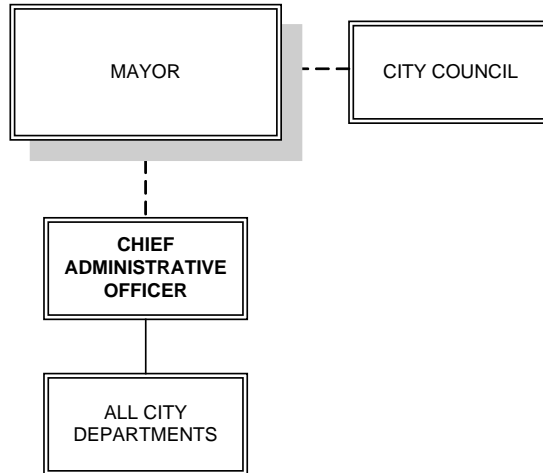 MAYOR
CITY COUNCIL
CHIEF
ADMINISTRATIVE
OFFICER
ALL CITY
DEPARTMENTS